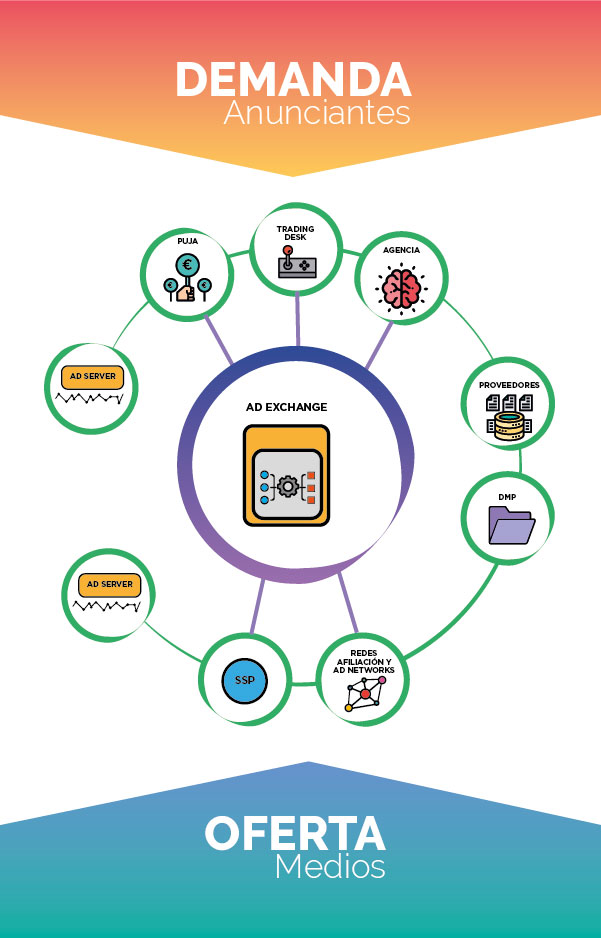 DEMANDA
Anunciantes
TRADING
DESK
PUJA
€
€
€
AGENCIA
AD SERVER
PROVEEDORES
AD EXCHANGE
DMP
AD SERVER
SSP
REDES
AFILIACIÓN Y
AD NETWORKS
OFERTA
Medios